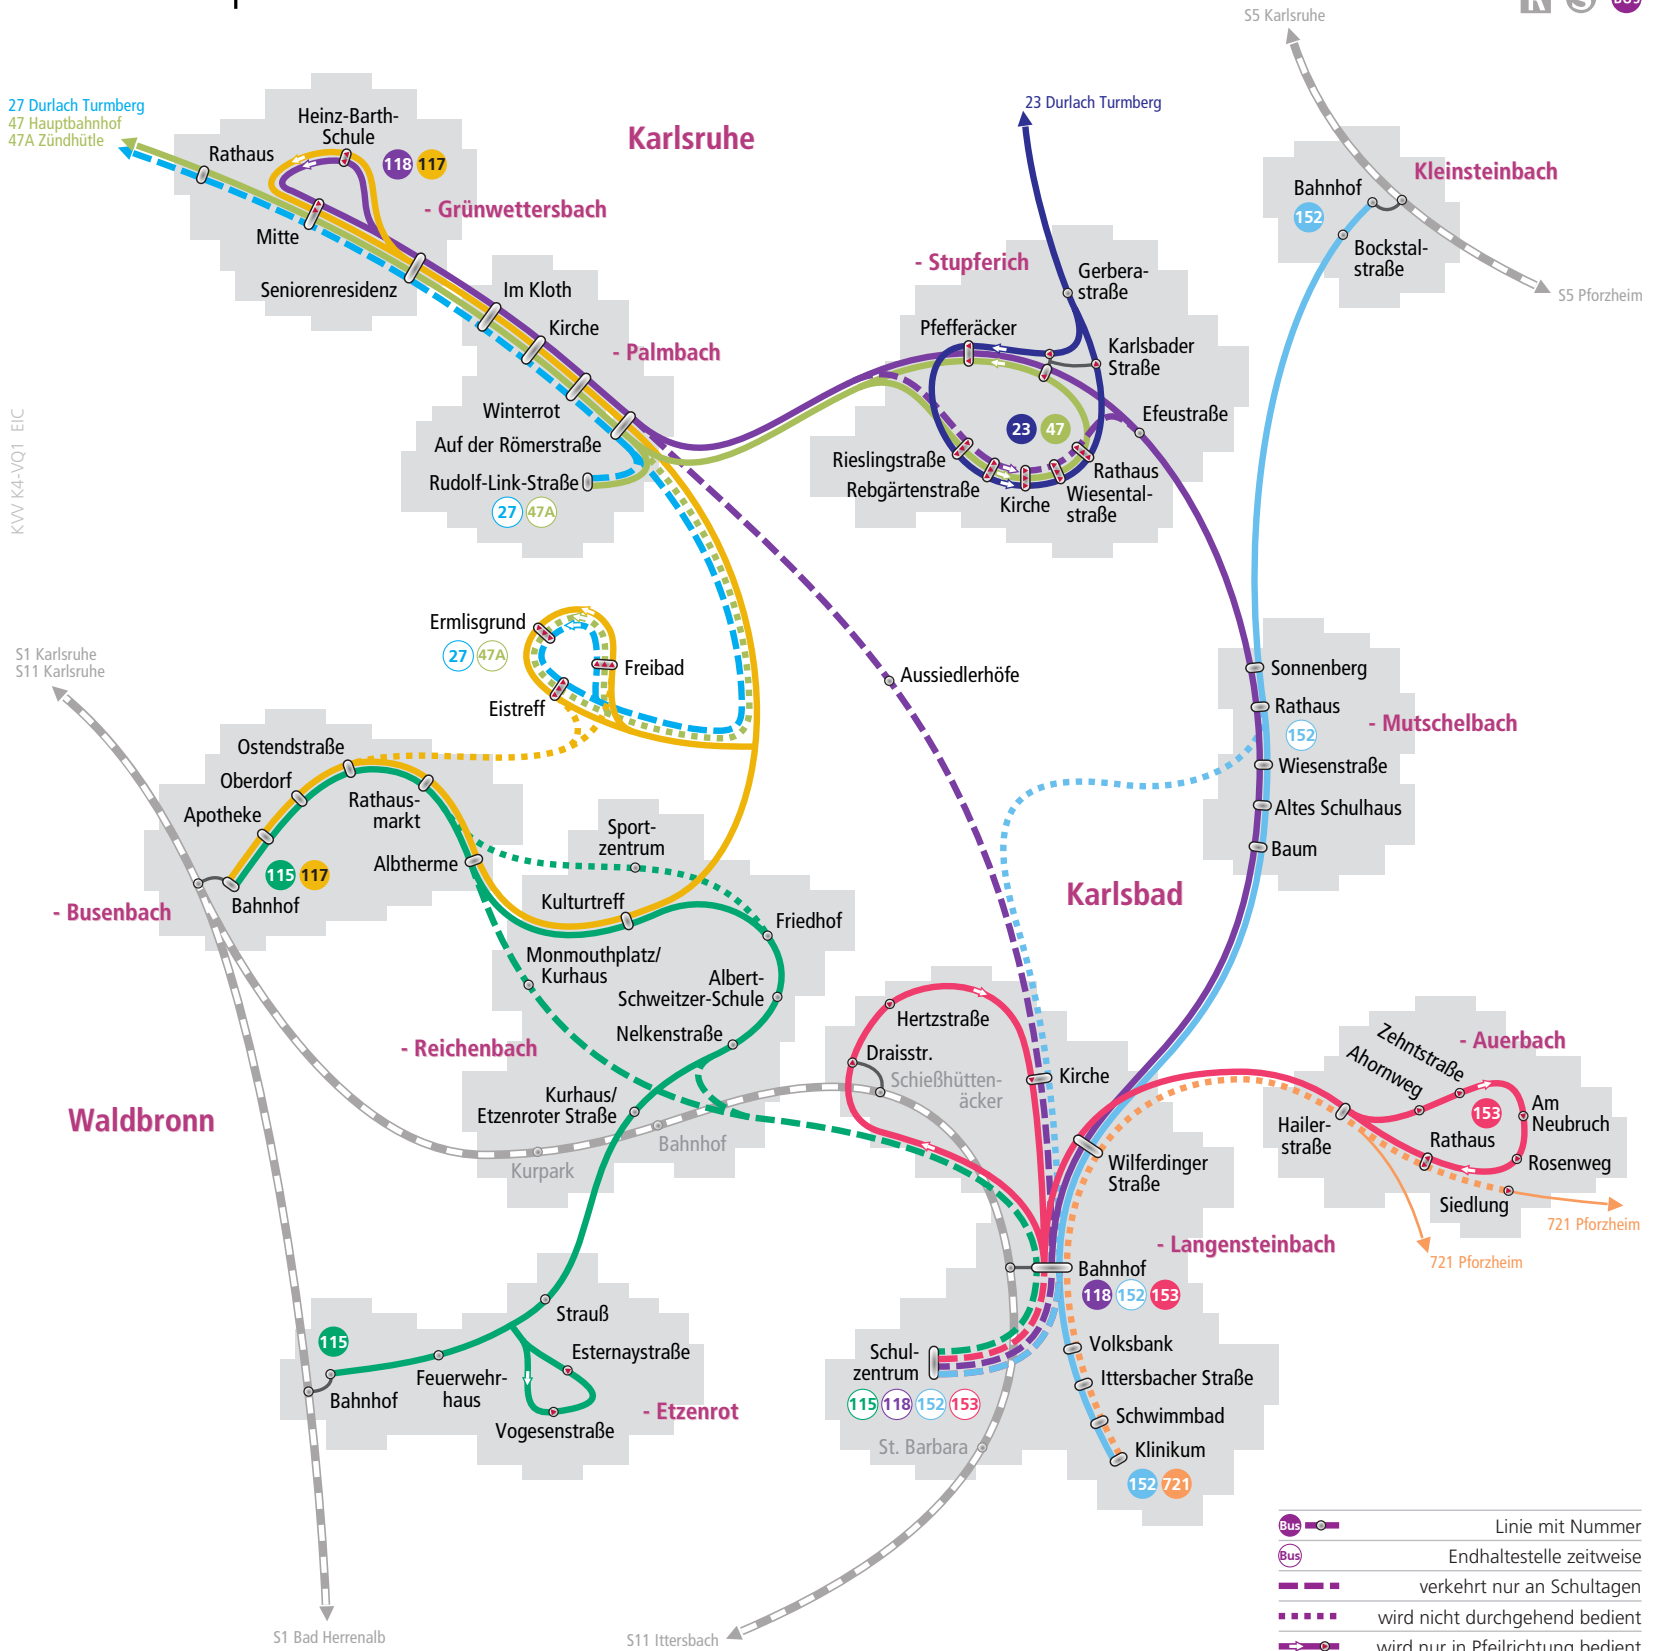 S5 Karlsruhe
R S BUS
27 Durlach Turmberg
47 Hauptbahnhof
47A Zündhütle
Heinz-Barth-
Schule
118 117
Rathaus
Mitte
Seniorenresidenz
- Grünwettersbach
Karlsruhe
23 Durlach Turmberg
Kleinsteinbach
Bahnhof
152
Bockstal-
straße
S5 Pforzheim
- Stupferich
Gerbera-
straße
Im Kloth
Kirche
- Palmbach
Winterrot
Auf der Römerstraße
Rudolf-Link-Straße
27 47A
Pfefferäcker
Karlsbader
Straße
Efeustraße
23 47
Rieslingstraße
Rebgärtenstraße
Kirche
Rathaus
Wiesental-
straße
KVV K4-VQ1 EIC
Ermlisgrund
27 47A
Freibad
Eistreff
Aussiedlerhöfe
S1 Karlsruhe
S11 Karlsruhe
Sonnenberg
Rathaus
152
- Mutschelbach
Wiesenstraße
Altes Schulhaus
Baum
Ostendstraße
Oberdorf
Apotheke
Rathaus-
markt
Albtherme
115 117
Bahnhof
- Busenbach
Sport-
zentrum
Kulturtreff
Friedhof
Monmouthplatz/
Kurhaus
Albert-
Schweitzer-Schule
Nelkenstraße
- Reichenbach
Kurhaus/
Etzenroter Straße
Karlsbad
Hertzstraße
Draisstr.
Schießhütten-
äcker
Kirche
Bahnhof
Kurpark
Waldbronn
Wilferdinger
Straße
Zehntstraße
Ahornweg
- Auerbach
153
Am
Neubruch
Hailer-
straße
Rathaus
Rosenweg
Siedlung
721 Pforzheim
721 Pforzheim
- Langensteinbach
Bahnhof
118 152 153
Strauß
115
Bahnhof
Feuerwehr-
haus
Esternaystraße
Vogesenstraße
- Etzenrot
Schul-
zentrum
115 118 152 153
St. Barbara
Volksbank
Ittersbacher Straße
Schwimmbad
Klinikum
152 721
S1 Bad Herrenalb
S11 Ittersbach
Bus Linie mit Nummer
Bus Endhaltestelle zeitweise
verkehrt nur an Schultagen
wird nicht durchgehend bedient
wird nur in Pfeilrichtung bedient